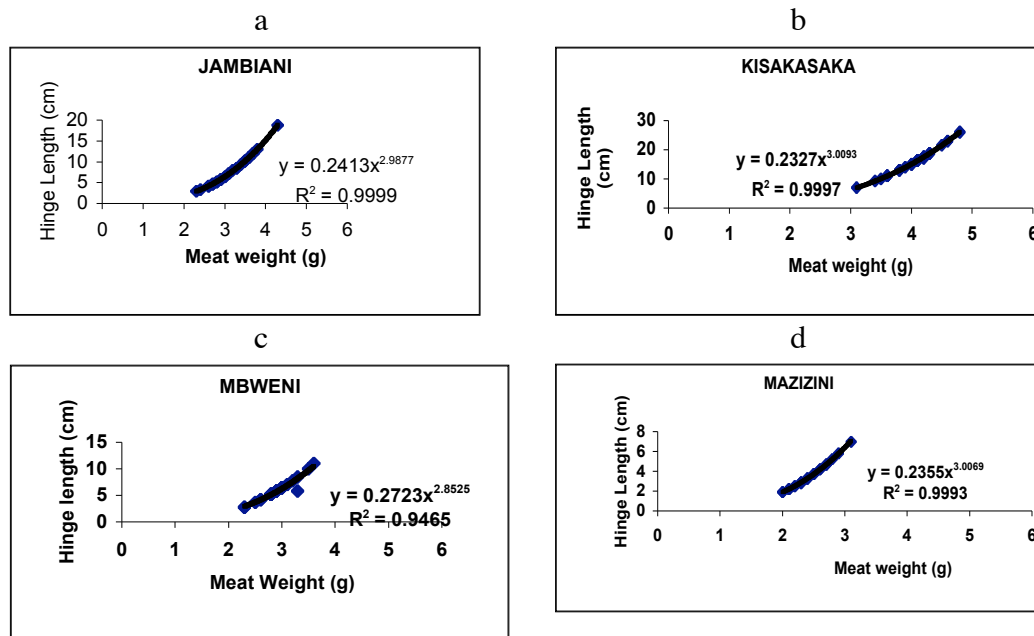 a
JAMBIANI
Hinge Length (cm)
20
15
10
5
0
y = 0.2413x^2.9877
R² = 0.9999
0 1 2 3 4 5 6
Meat weight (g)
b
KISAKASAKA
Hinge Length
(cm)
30
20
10
0
y = 0.2327x^3.0093
R² = 0.9997
0 1 2 3 4 5 6
Meat weight (g)
c
MBWENI
Hinge length (cm)
15
10
5
0
y = 0.2723x^2.8525
R² = 0.9465
0 1 2 3 4 5 6
Meat Weight (g)
d
MAZIZINI
Hinge Length (cm)
8
6
4
2
0
y = 0.2355x^3.0069
R² = 0.9993
0 1 2 3 4 5 6
Meat weight (g)